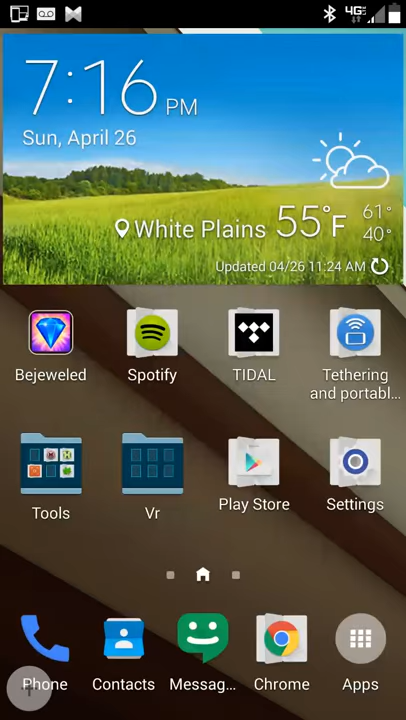 4G
7:16 PM
Sun, April 26
White Plains 55°F 61° 40°
Updated 04/26 11:24 AM
Bejeweled
Spotify
TIDAL
Tethering
and portabl...
Tools
Vr
Play Store
Settings
Phone
Contacts
Messag...
Chrome
Apps